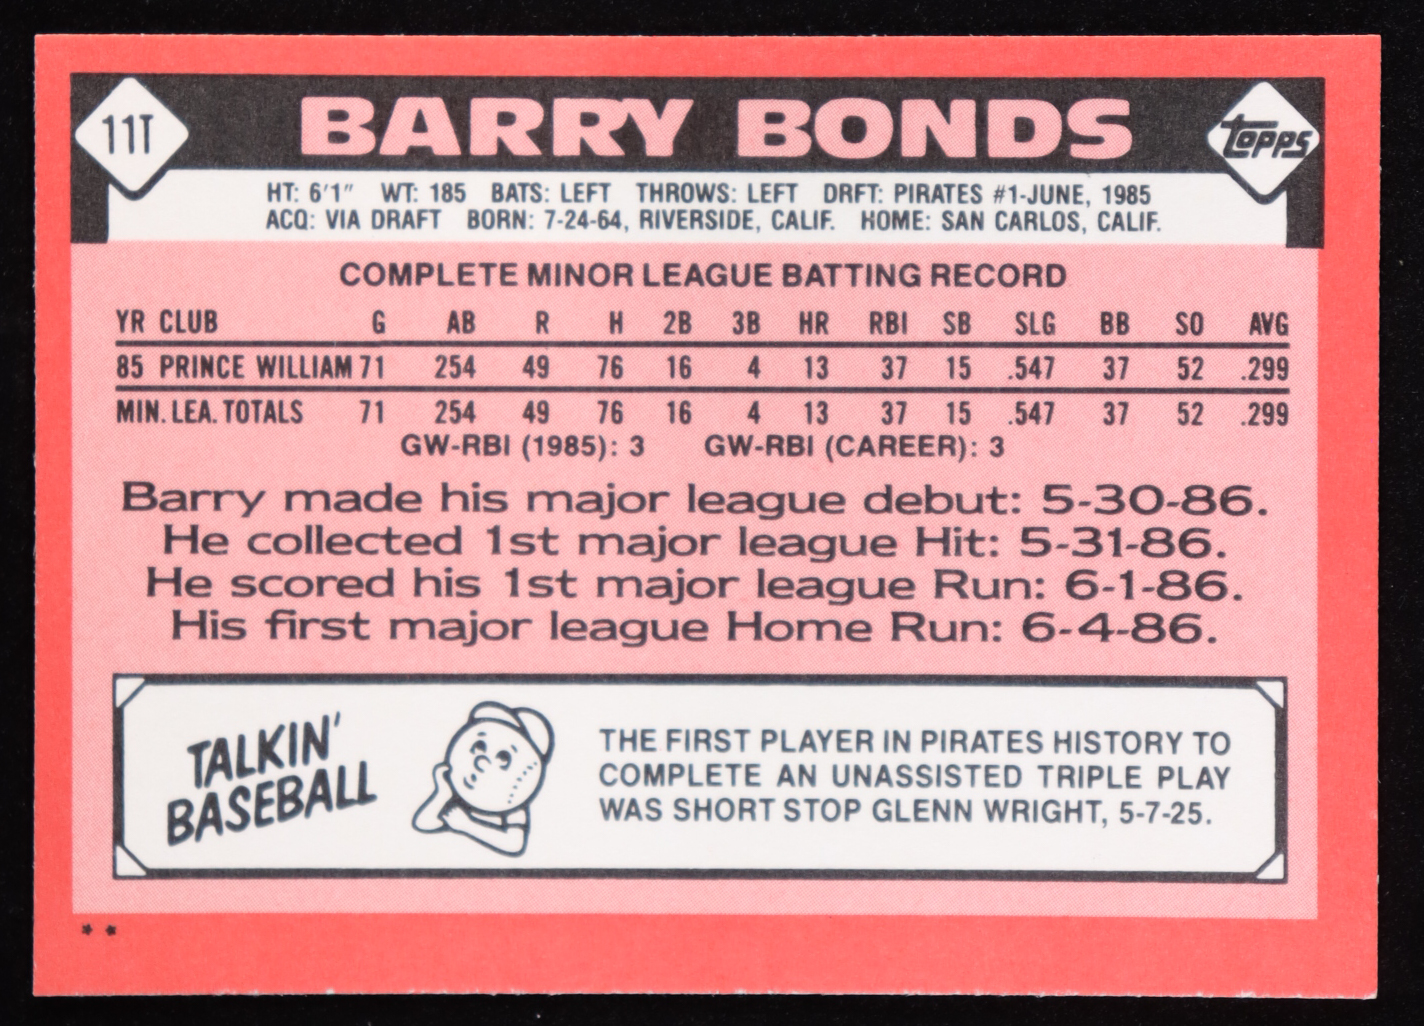 11T
BARRY BONDS
TOPPS
HT: 6'1" WT: 185 BATS: LEFT THROWS: LEFT DRFT: PIRATES #1-JUNE, 1985
ACQ: VIA DRAFT BORN: 7-24-64, RIVERSIDE, CALIF. HOME: SAN CARLOS, CALIF.
COMPLETE MINOR LEAGUE BATTING RECORD
YR CLUB G AB R H 2B 3B HR RBI SB SLG BB SO AVG
85 PRINCE WILLIAM 71 254 49 76 16 4 13 37 15 .547 37 52 .299
MIN. LEA. TOTALS 71 254 49 76 16 4 13 37 15 .547 37 52 .299
GW-RBI (1985): 3 GW-RBI (CAREER): 3
Barry made his major league debut: 5-30-86.
He collected 1st major league Hit: 5-31-86.
He scored his 1st major league Run: 6-1-86.
His first major league Home Run: 6-4-86.
TALKIN'
BASEBALL
THE FIRST PLAYER IN PIRATES HISTORY TO
COMPLETE AN UNASSISTED TRIPLE PLAY
WAS SHORT STOP GLENN WRIGHT, 5-7-25.
* *